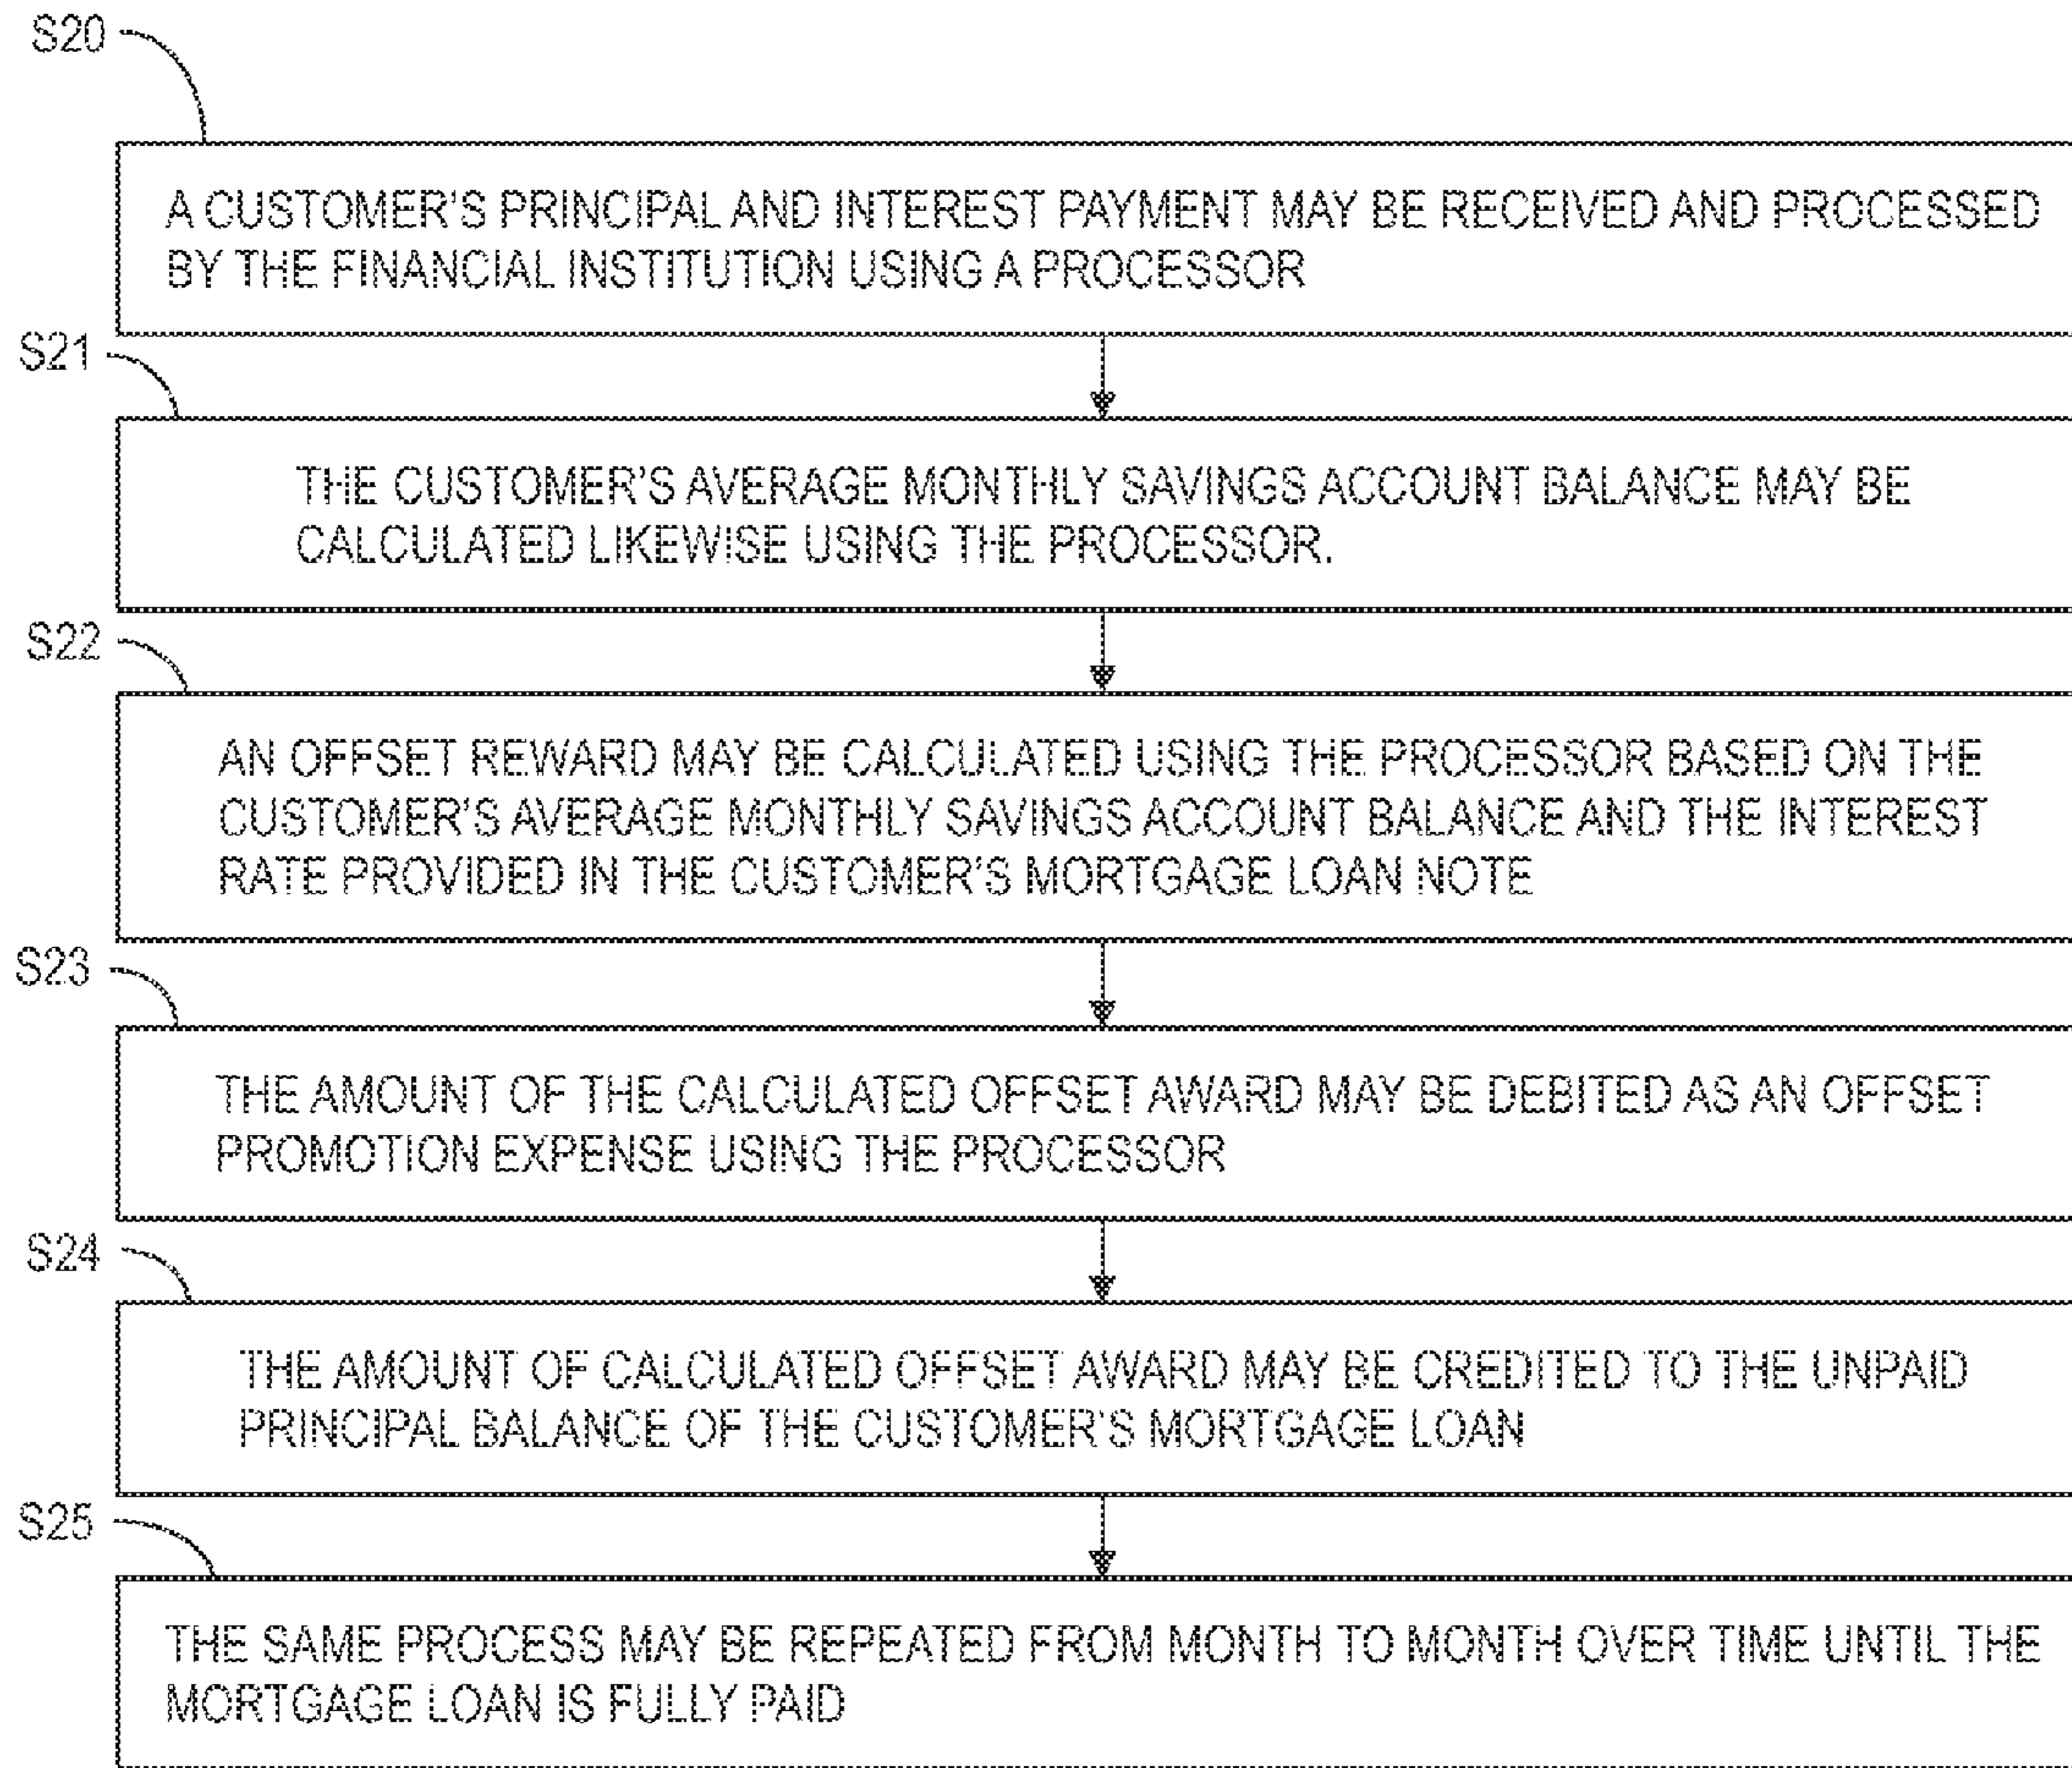 S20
A CUSTOMER'S PRINCIPAL AND INTEREST PAYMENT MAY BE RECEIVED AND PROCESSED
BY THE FINANCIAL INSTITUTION USING A PROCESSOR
S21
THE CUSTOMER'S AVERAGE MONTHLY SAVINGS ACCOUNT BALANCE MAY BE
CALCULATED LIKEWISE USING THE PROCESSOR.
S22
AN OFFSET REWARD MAY BE CALCULATED USING THE PROCESSOR BASED ON THE
CUSTOMER'S AVERAGE MONTHLY SAVINGS ACCOUNT BALANCE AND THE INTEREST
RATE PROVIDED IN THE CUSTOMER'S MORTGAGE LOAN NOTE
S23
THE AMOUNT OF THE CALCULATED OFFSET AWARD MAY BE DEBITED AS AN OFFSET
PROMOTION EXPENSE USING THE PROCESSOR
S24
THE AMOUNT OF CALCULATED OFFSET AWARD MAY BE CREDITED TO THE UNPAID
PRINCIPAL BALANCE OF THE CUSTOMER'S MORTGAGE LOAN
S25
THE SAME PROCESS MAY BE REPEATED FROM MONTH TO MONTH OVER TIME UNTIL THE
MORTGAGE LOAN IS FULLY PAID